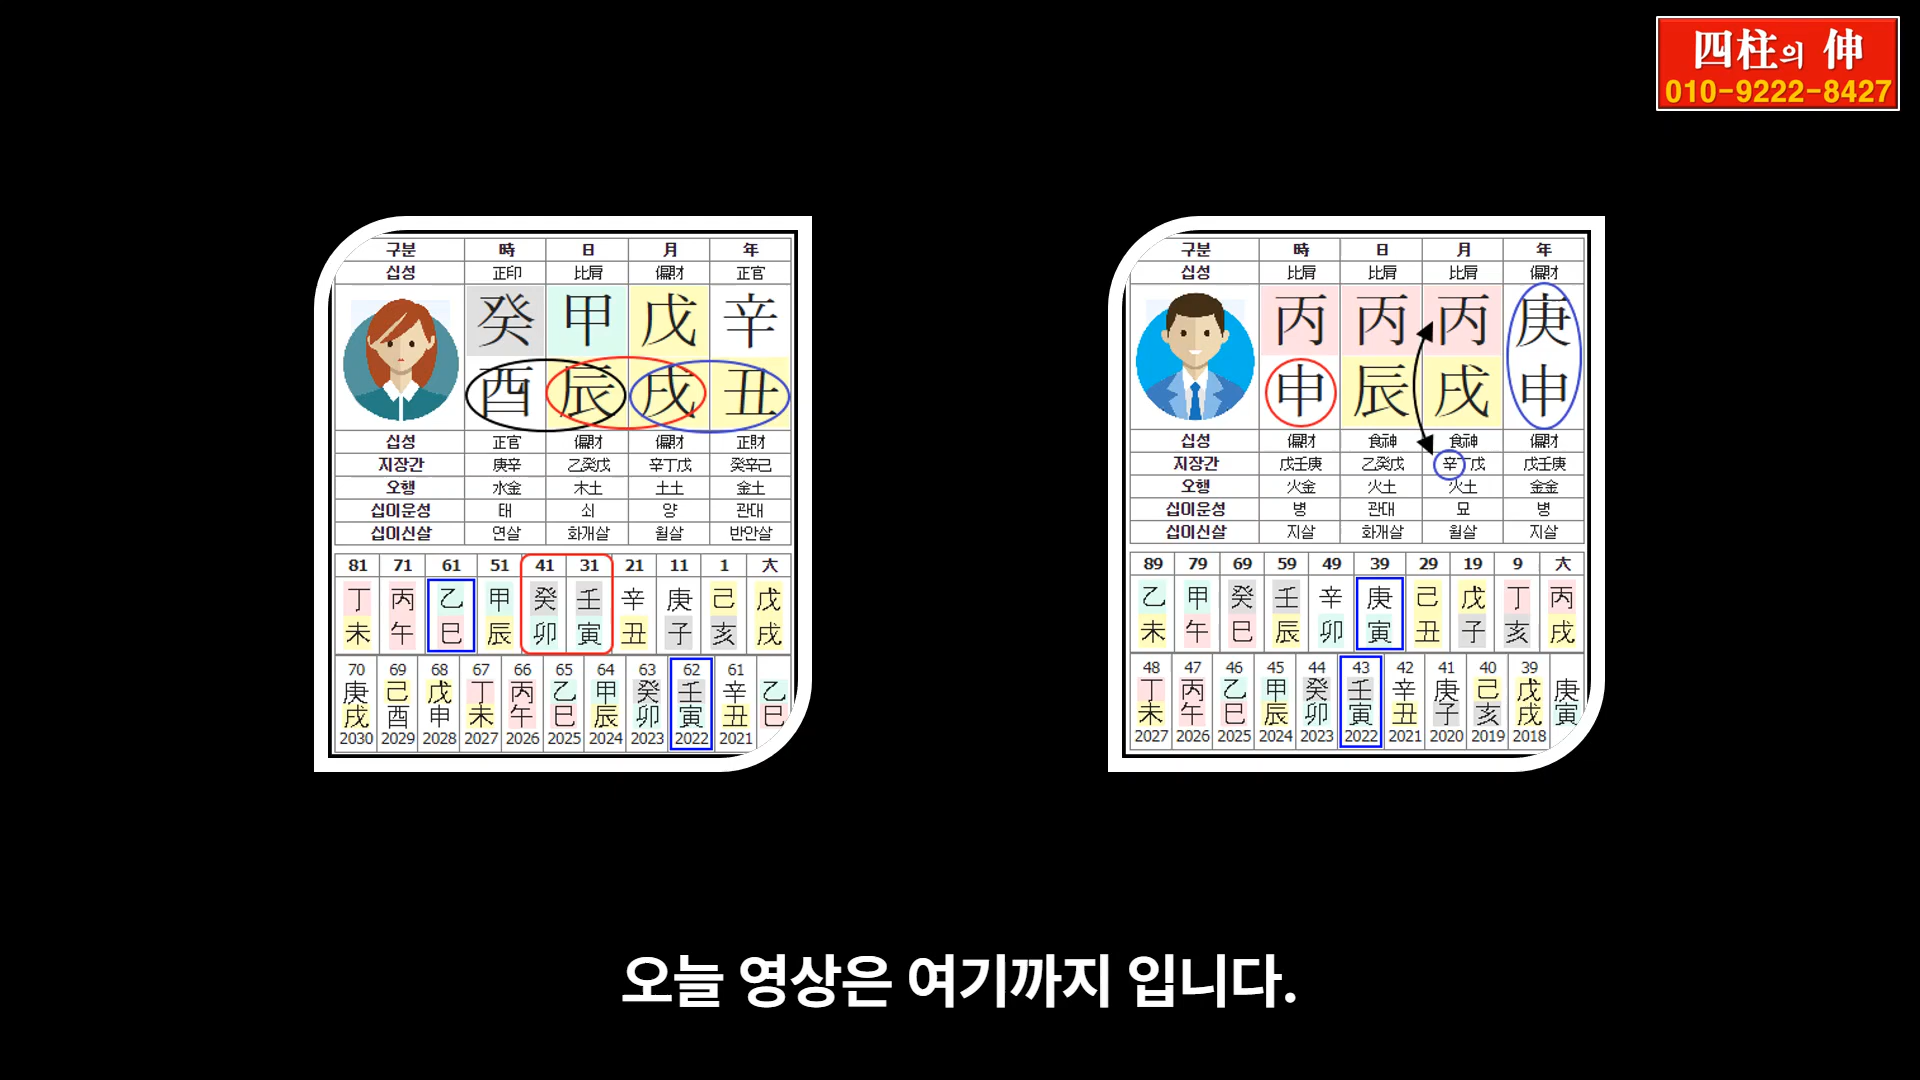 四柱의 伸
010-9222-8427
구분 時 日 月 年
십성 正印 比肩 偏財 正官
癸 甲 戊 辛
酉 辰 戌 丑
십성 正官 偏財 偏財 正財
지장간 庚辛 乙癸戊 辛丁戊 癸辛己
오행 水金 木土 土土 金土
십이운성 태 쇠 양 관대
십이신살 연살 화개살 월살 반안살
81 71 61 51 41 31 21 11 1 大
丁 丙 乙 甲 癸 壬 辛 庚 己 戊
未 午 巳 辰 卯 寅 丑 子 亥 戌
70 69 68 67 66 65 64 63 62 61
庚 己 戊 丁 丙 乙 甲 癸 壬 辛 乙
戌 酉 申 未 午 巳 辰 卯 寅 丑 巳
2030 2029 2028 2027 2026 2025 2024 2023 2022 2021
구분 時 日 月 年
십성 比肩 比肩 比肩 偏財
丙 丙 丙 庚
申 辰 戌 申
십성 偏財 食神 食神 偏財
지장간 戊壬庚 乙癸戊 辛丁戊 戊壬庚
오행 火金 火土 火土 金金
십이운성 병 관대 묘 병
십이신살 지살 화개살 월살 지살
89 79 69 59 49 39 29 19 9 大
乙 甲 癸 壬 辛 庚 己 戊 丁 丙
未 午 巳 辰 卯 寅 丑 子 亥 戌
48 47 46 45 44 43 42 41 40 39
丁 丙 乙 甲 癸 壬 辛 庚 己 戊 庚
未 午 巳 辰 卯 寅 丑 子 亥 戌 寅
2027 2026 2025 2024 2023 2022 2021 2020 2019 2018
오늘 영상은 여기까지 입니다.